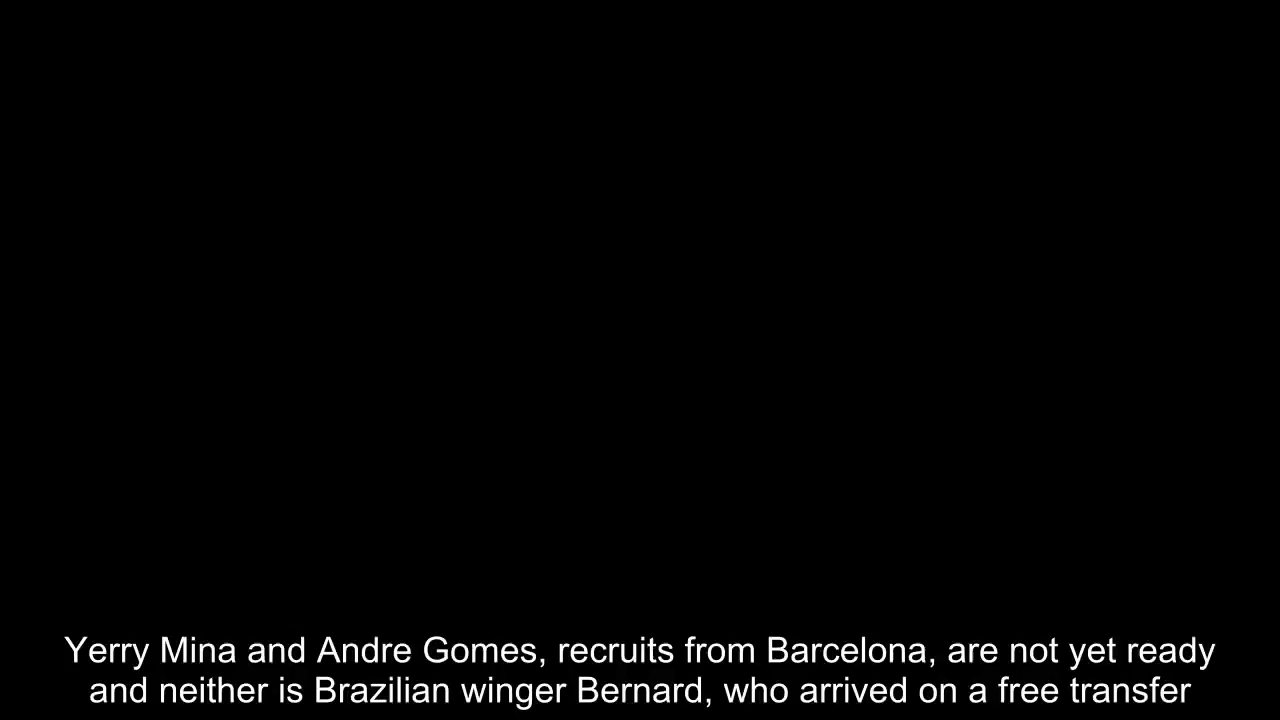 Yerry Mina and Andre Gomes, recruits from Barcelona, are not yet ready
and neither is Brazilian winger Bernard, who arrived on a free transfer